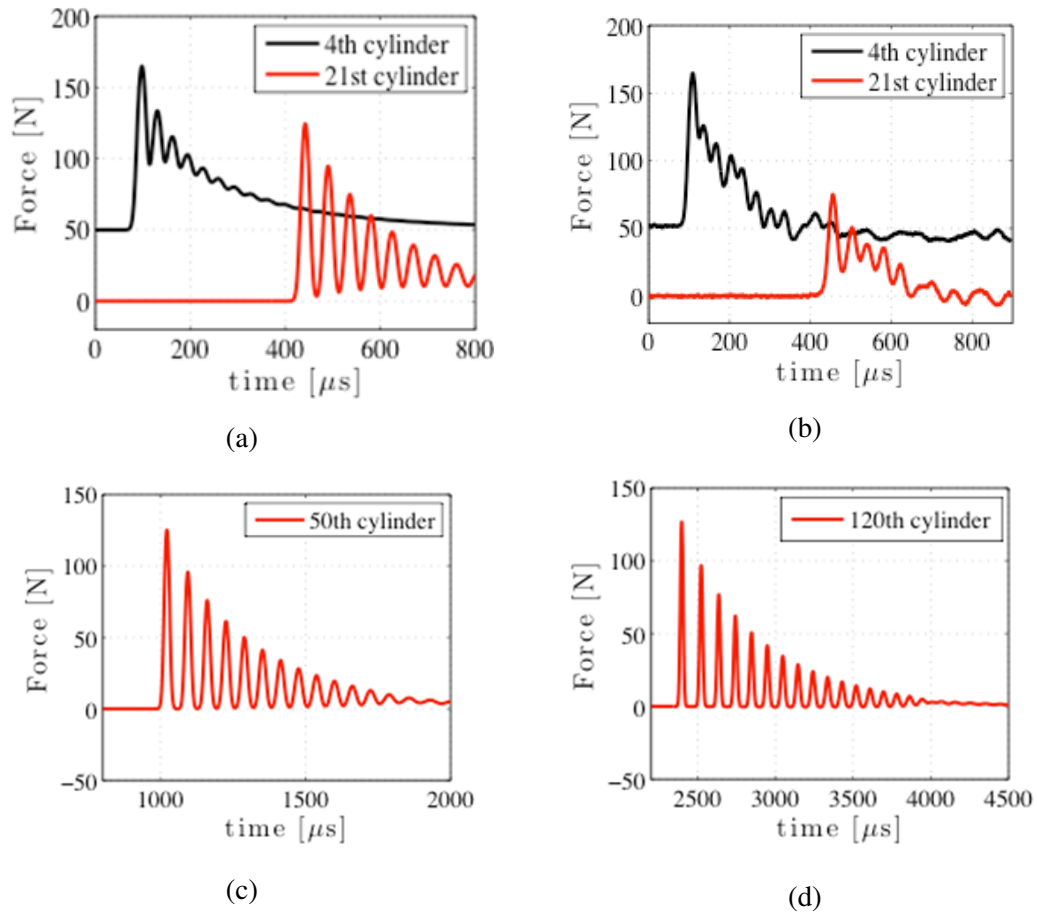 200
150
100
50
0
Force [N]
0 200 400 600 800
time [μs]
4th cylinder
21st cylinder
(a)
200
150
100
50
0
Force [N]
0 200 400 600 800
time [μs]
4th cylinder
21st cylinder
(b)
150
100
50
0
−50
Force [N]
1000 1500 2000
time [μs]
50th cylinder
(c)
150
100
50
0
−50
Force [N]
2500 3000 3500 4000 4500
time [μs]
120th cylinder
(d)